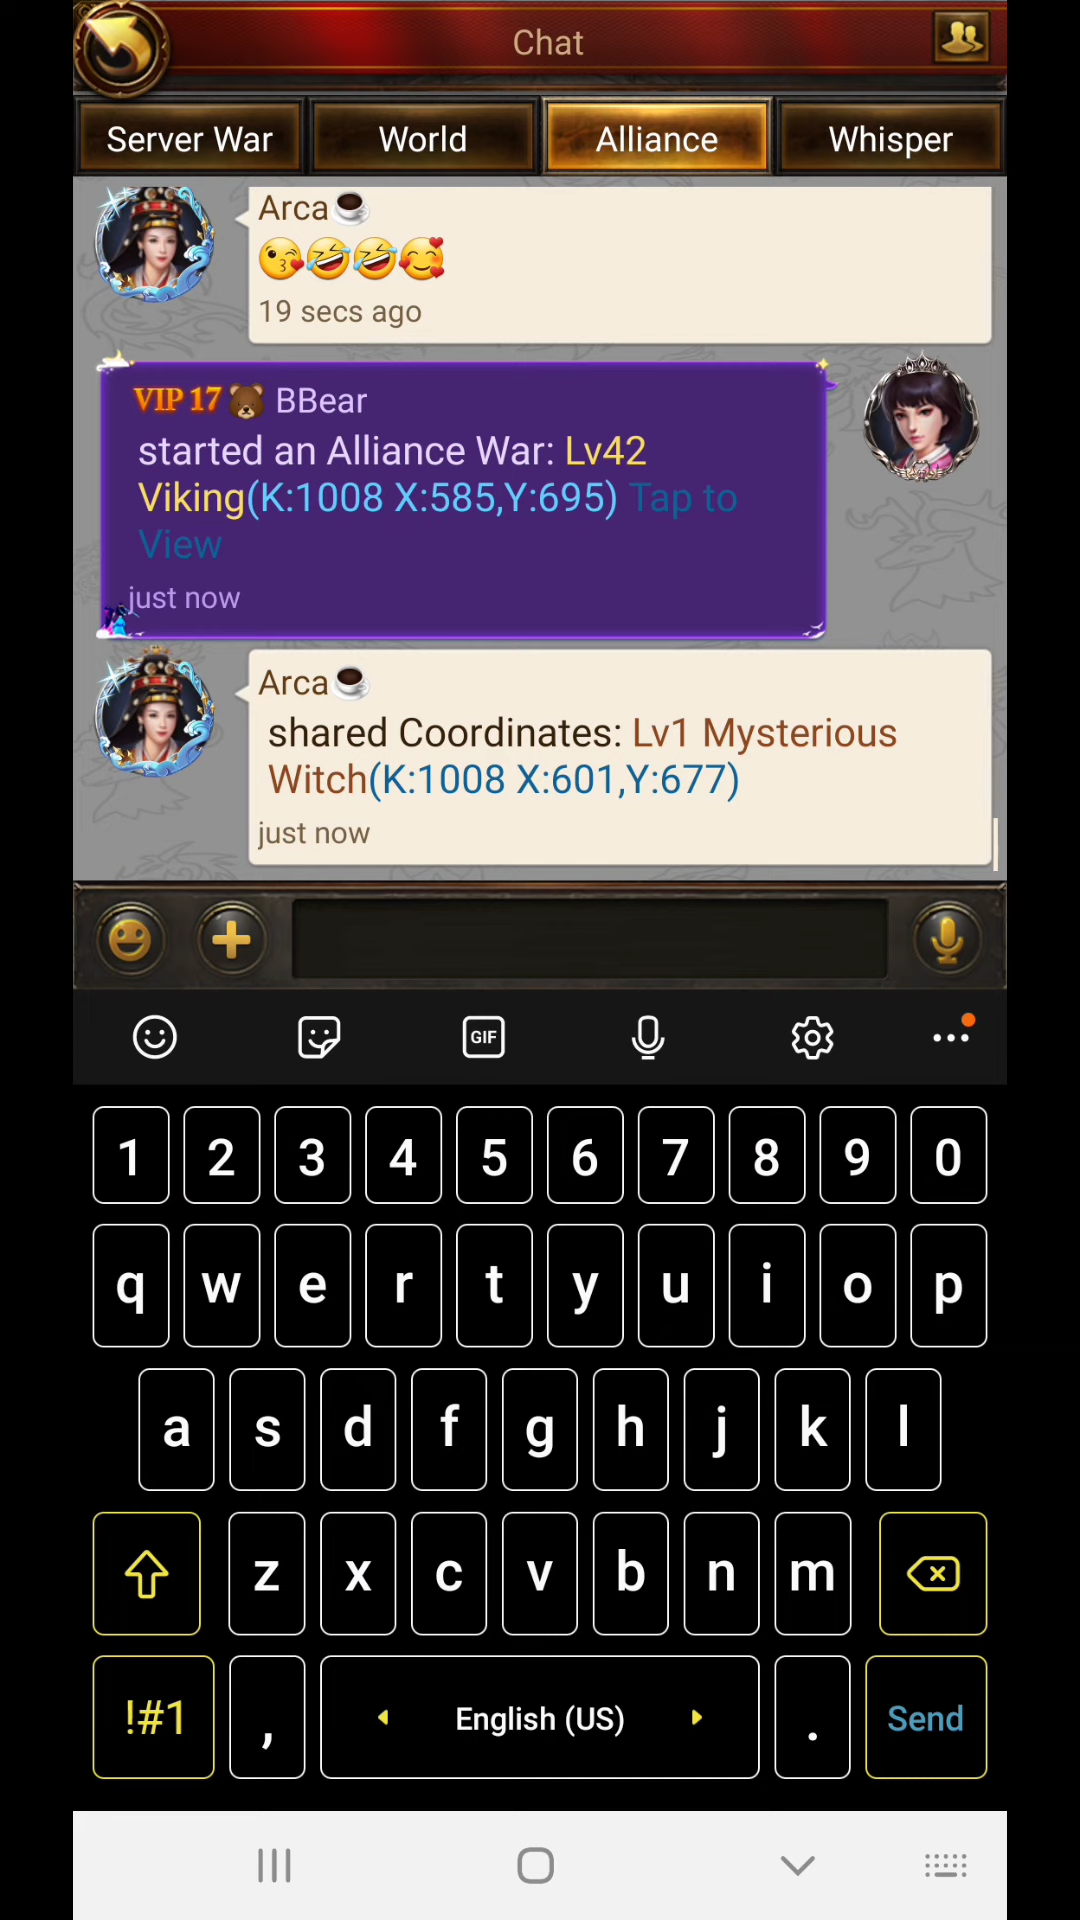 Chat
Server War
World
Alliance
Whisper
Arca☕
😘🤣🤣🥰
19 secs ago
VIP 17🐻 BBear
started an Alliance War: Lv42
Viking(K:1008 X:585,Y:695) Tap to
View
just now
Arca☕
shared Coordinates: Lv1 Mysterious
Witch(K:1008 X:601,Y:677)
just now
GIF
1 2 3 4 5 6 7 8 9 0
q w e r t y u i o p
a s d f g h j k l
z x c v b n m
!#1 , English (US) . Send